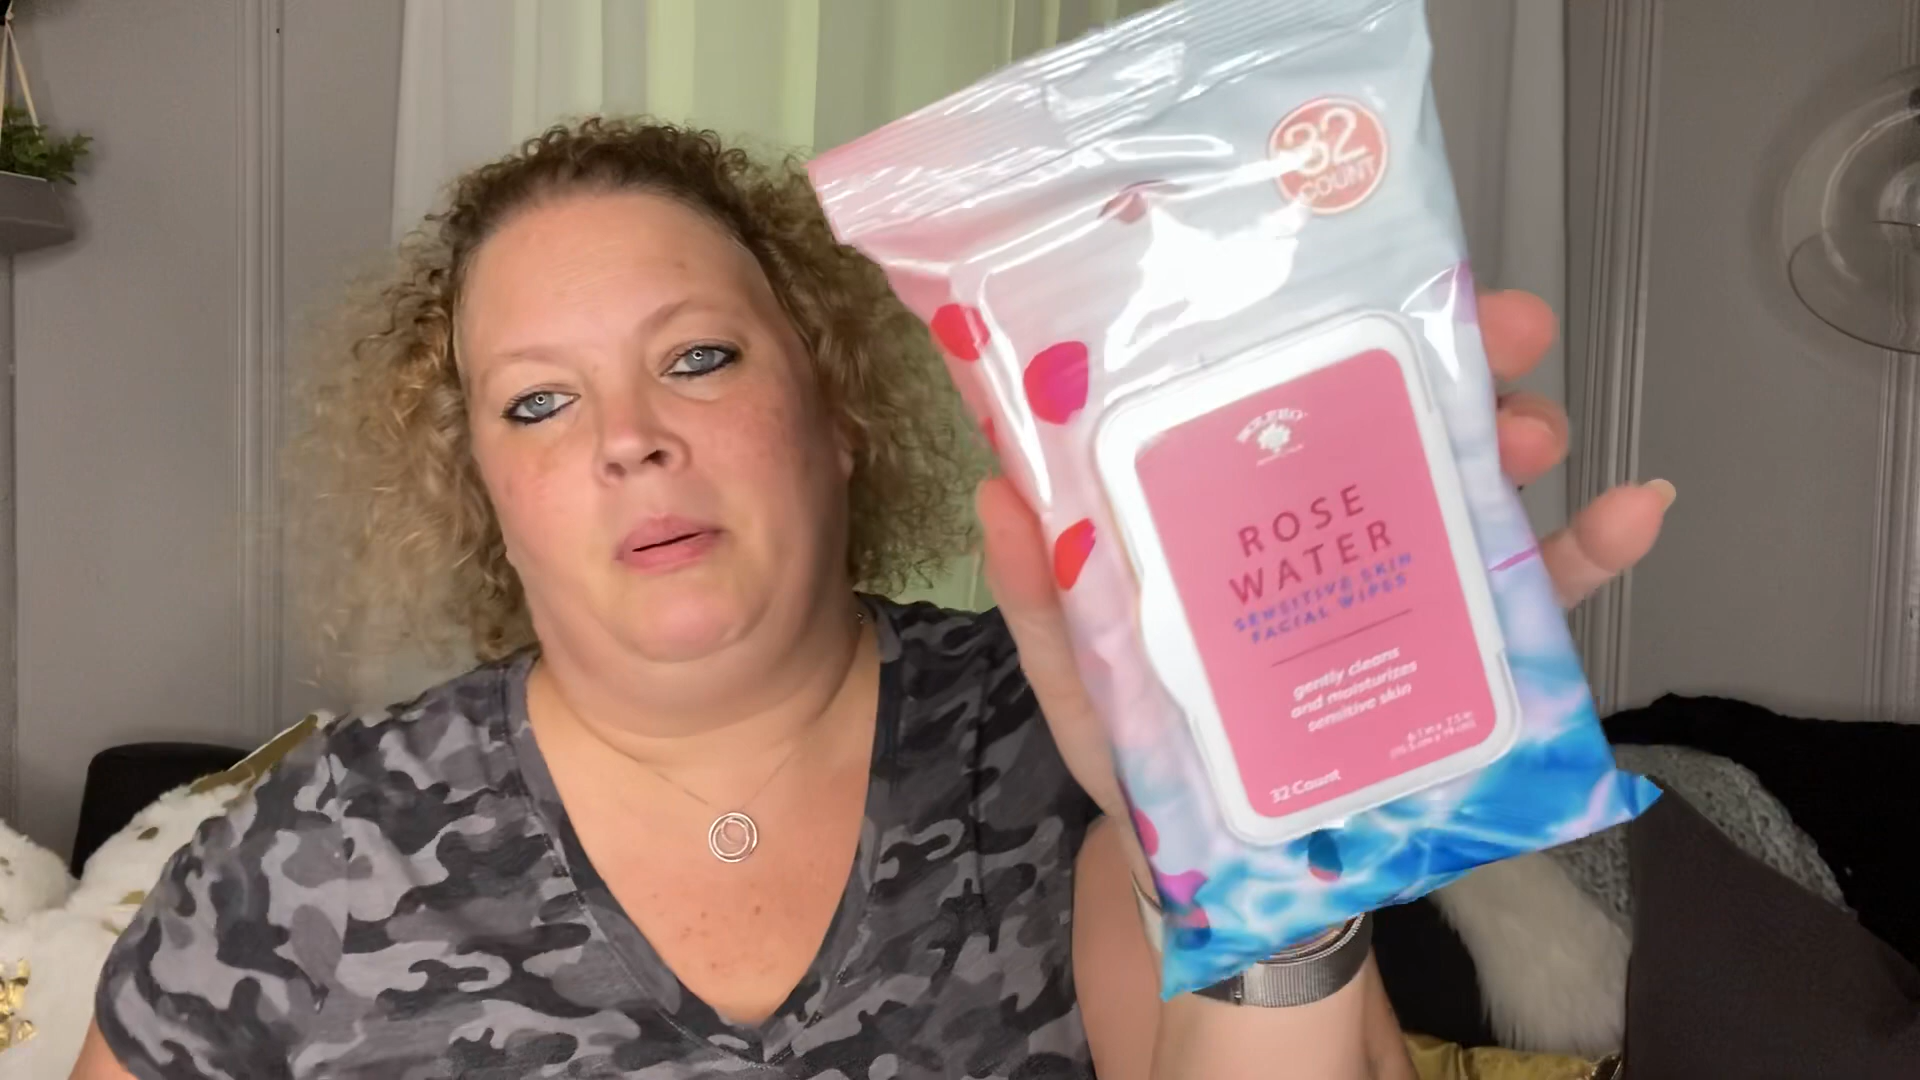 32
COUNT
ROSE
WATER
SENSITIVE SKIN
FACIAL WIPES
gently cleans
and moisturizes
sensitive skin
32 Count